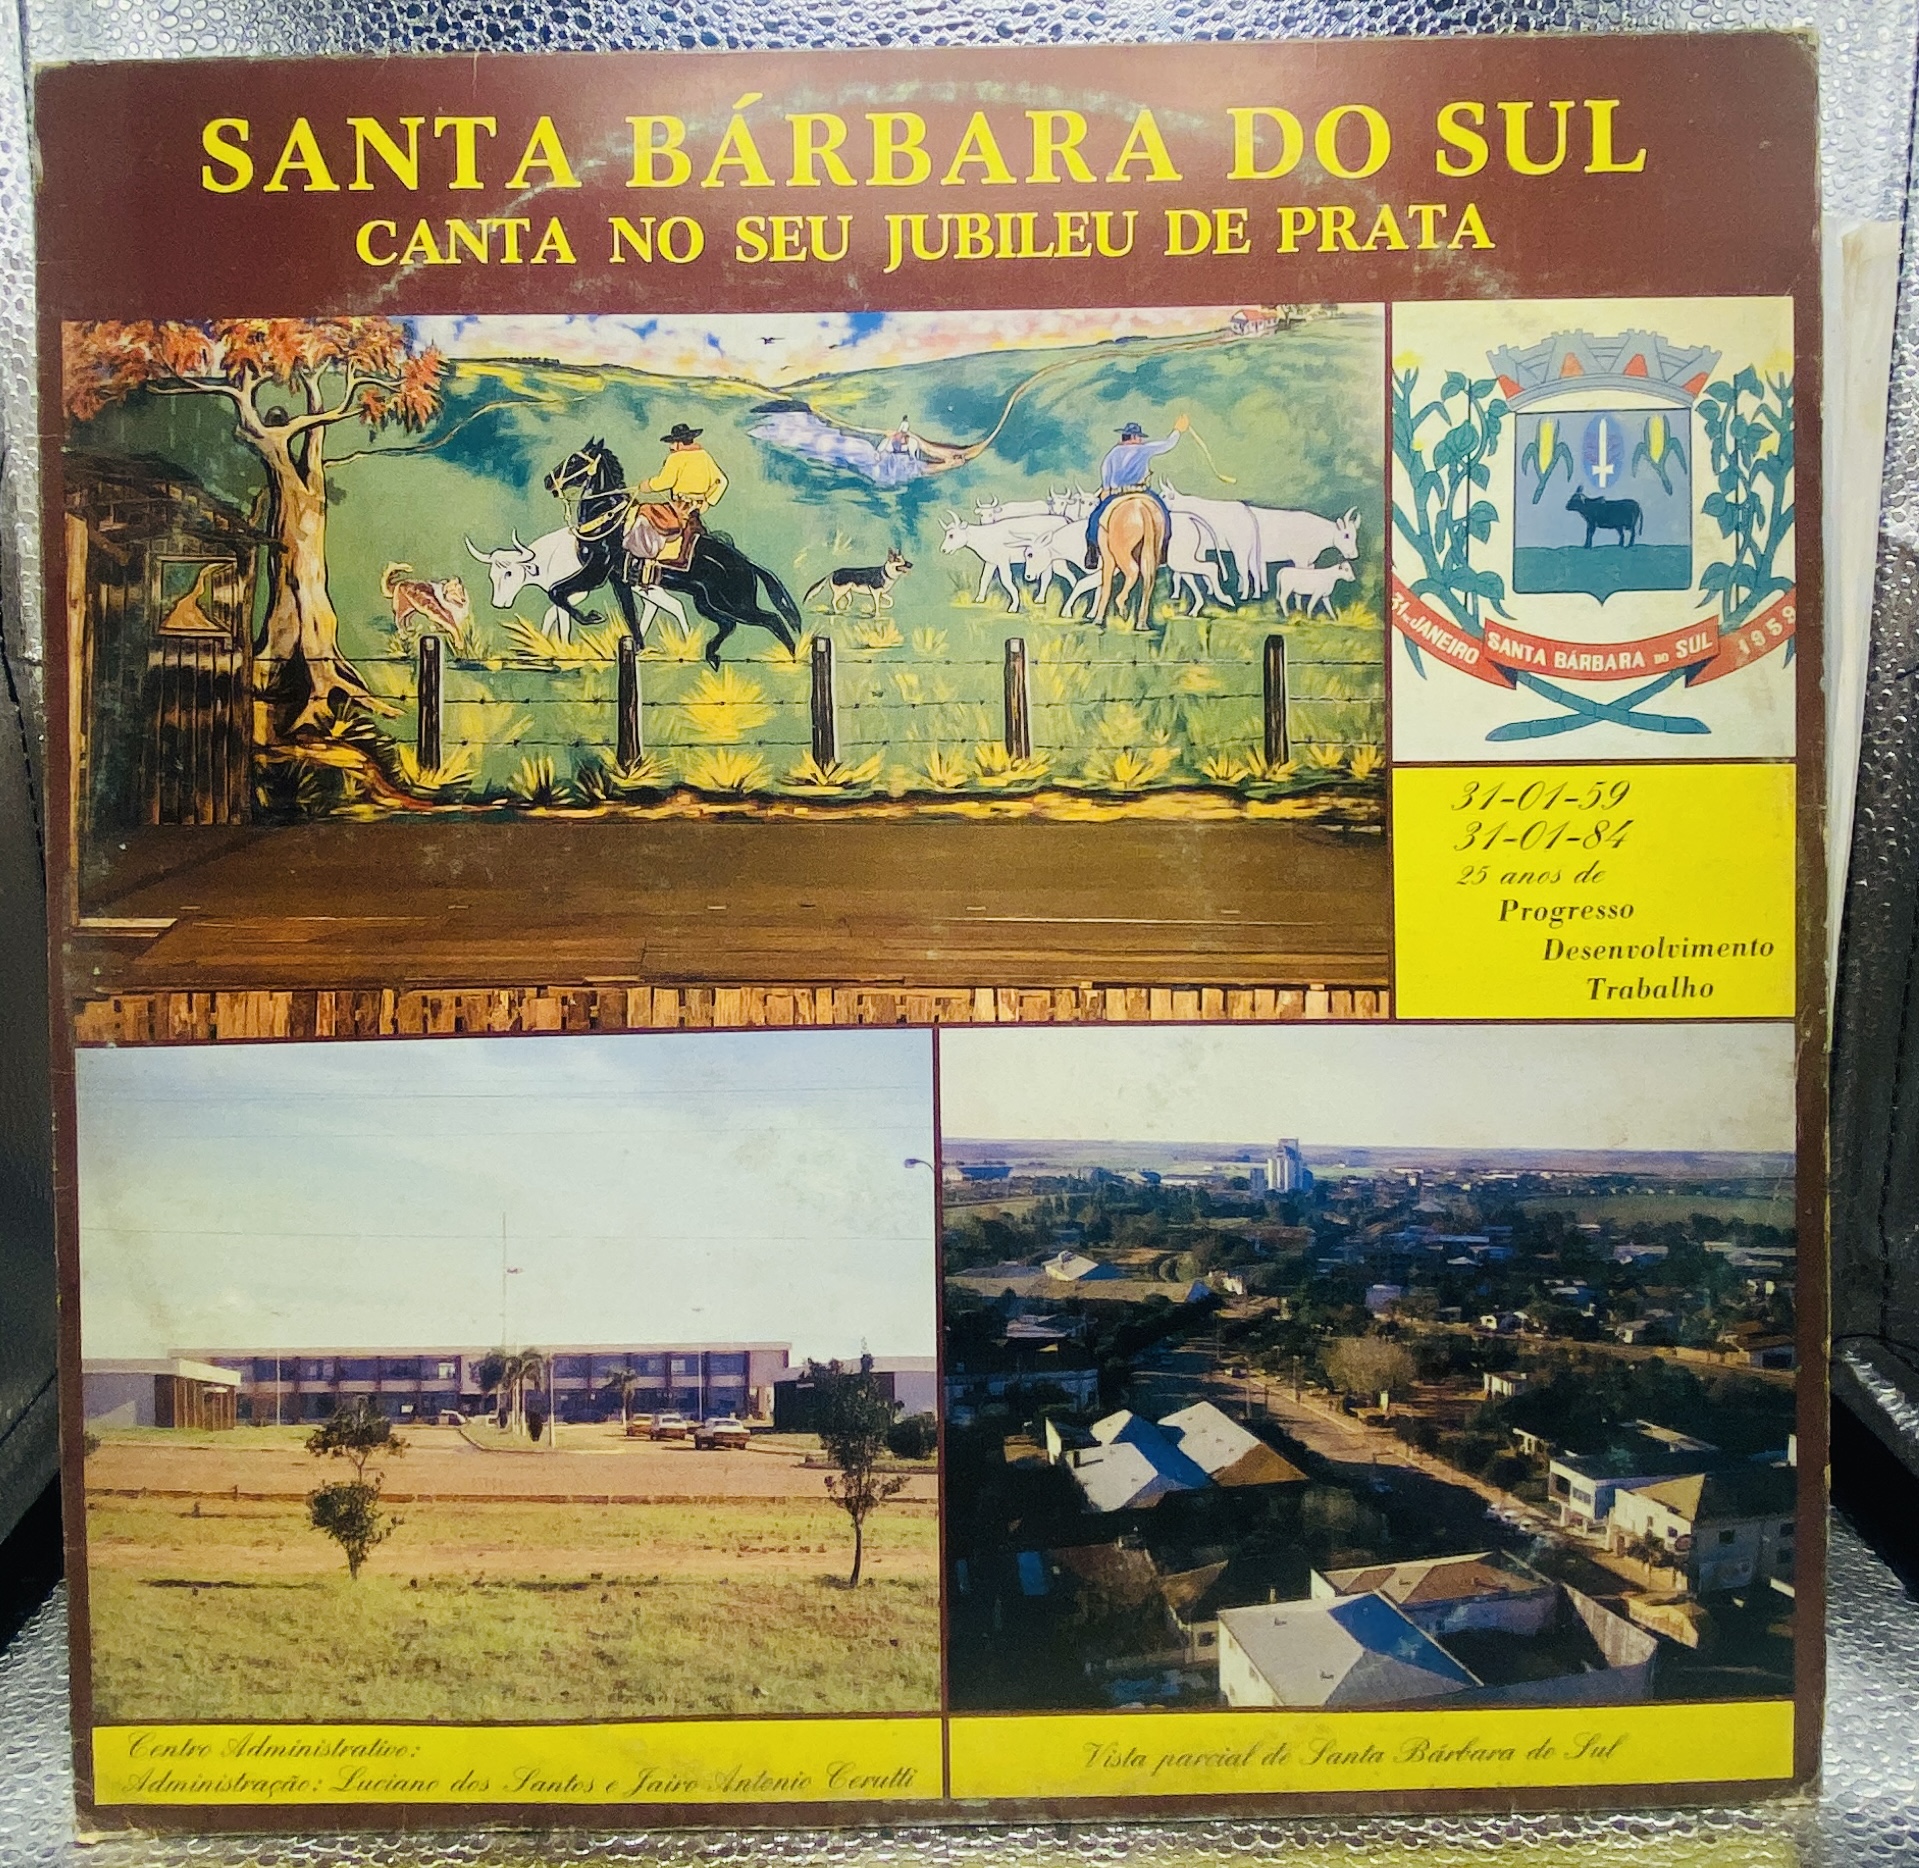 SANTA BÁRBARA DO SUL
CANTA NO SEU JUBILEU DE PRATA
31.JANEIRO SANTA BÁRBARA DO SUL 1959
31-01-59
31-01-84
25 anos de
Progresso
Desenvolvimento
Trabalho
Centro Administrativo:
Administração: Luciano dos Santos e Jairo Antonio Cerutti
Vista parcial de Santa Bárbara do Sul